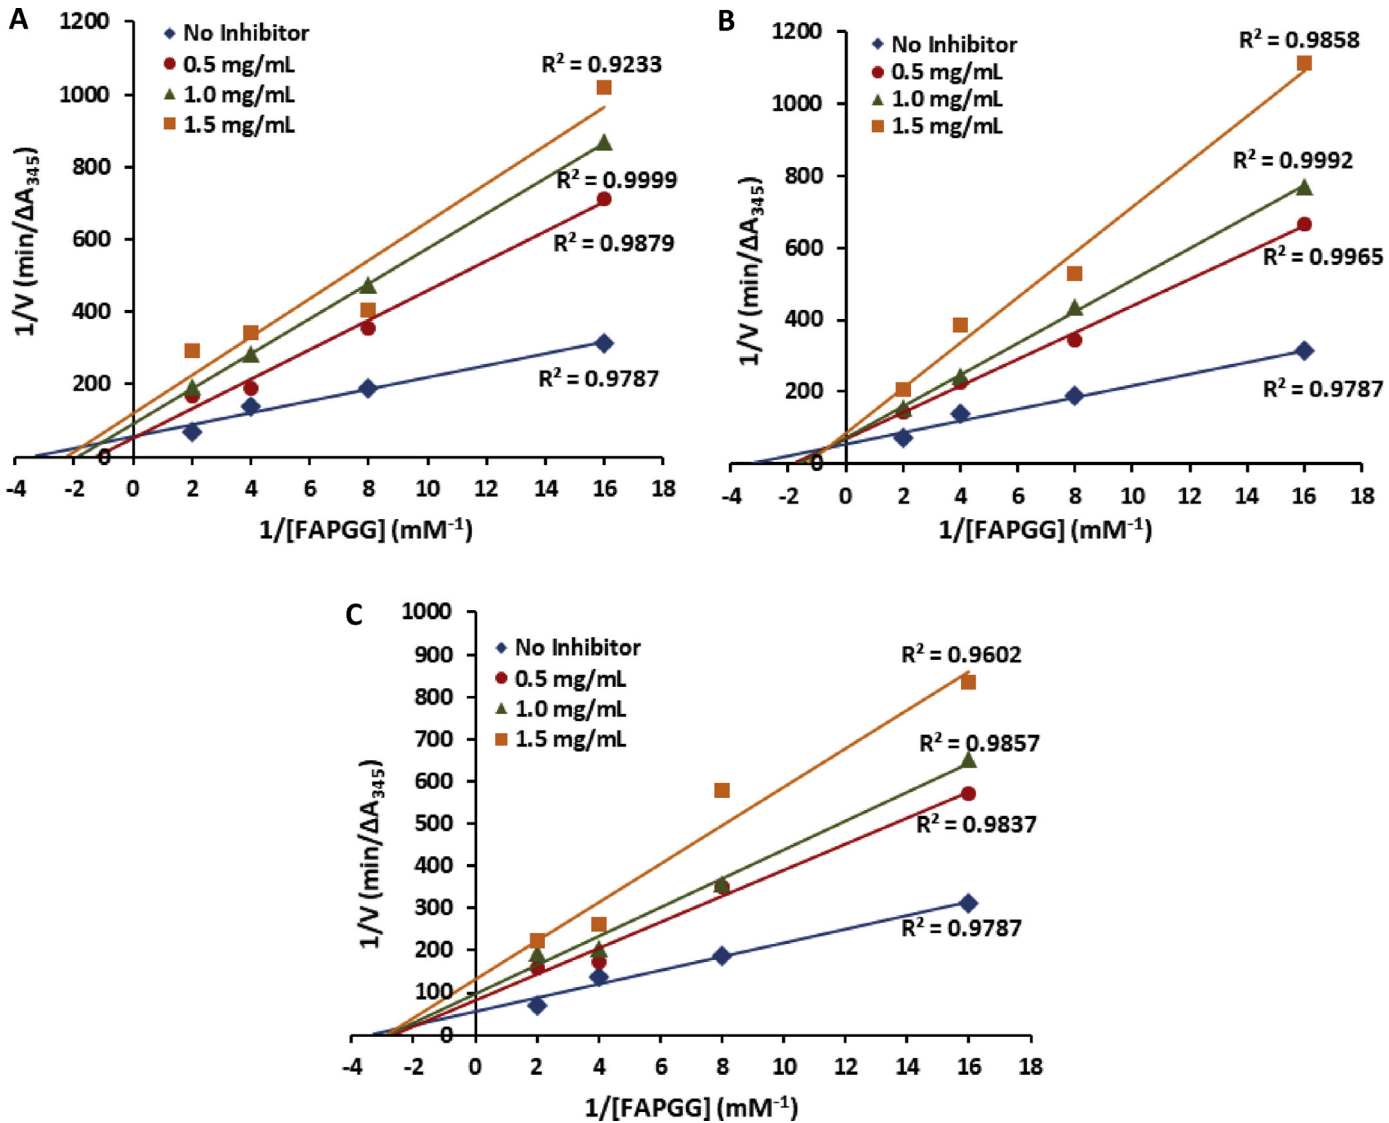 A
1200
1000
800
600
400
200
0
-4 -2 0 2 4 6 8 10 12 14 16 18
1/V (min/ΔA345)
1/[FAPGG] (mM-1)
No Inhibitor
0.5 mg/mL
1.0 mg/mL
1.5 mg/mL
R2 = 0.9233
R2 = 0.9999
R2 = 0.9879
R2 = 0.9787
B
1200
1000
800
600
400
200
0
-4 -2 0 2 4 6 8 10 12 14 16 18
1/V (min/ΔA345)
1/[FAPGG] (mM-1)
No Inhibitor
0.5 mg/mL
1.0 mg/mL
1.5 mg/mL
R2 = 0.9858
R2 = 0.9992
R2 = 0.9965
R2 = 0.9787
C
1000
900
800
700
600
500
400
300
200
100
0
-4 -2 0 2 4 6 8 10 12 14 16 18
1/V (min/ΔA345)
1/[FAPGG] (mM-1)
No Inhibitor
0.5 mg/mL
1.0 mg/mL
1.5 mg/mL
R2 = 0.9602
R2 = 0.9857
R2 = 0.9837
R2 = 0.9787